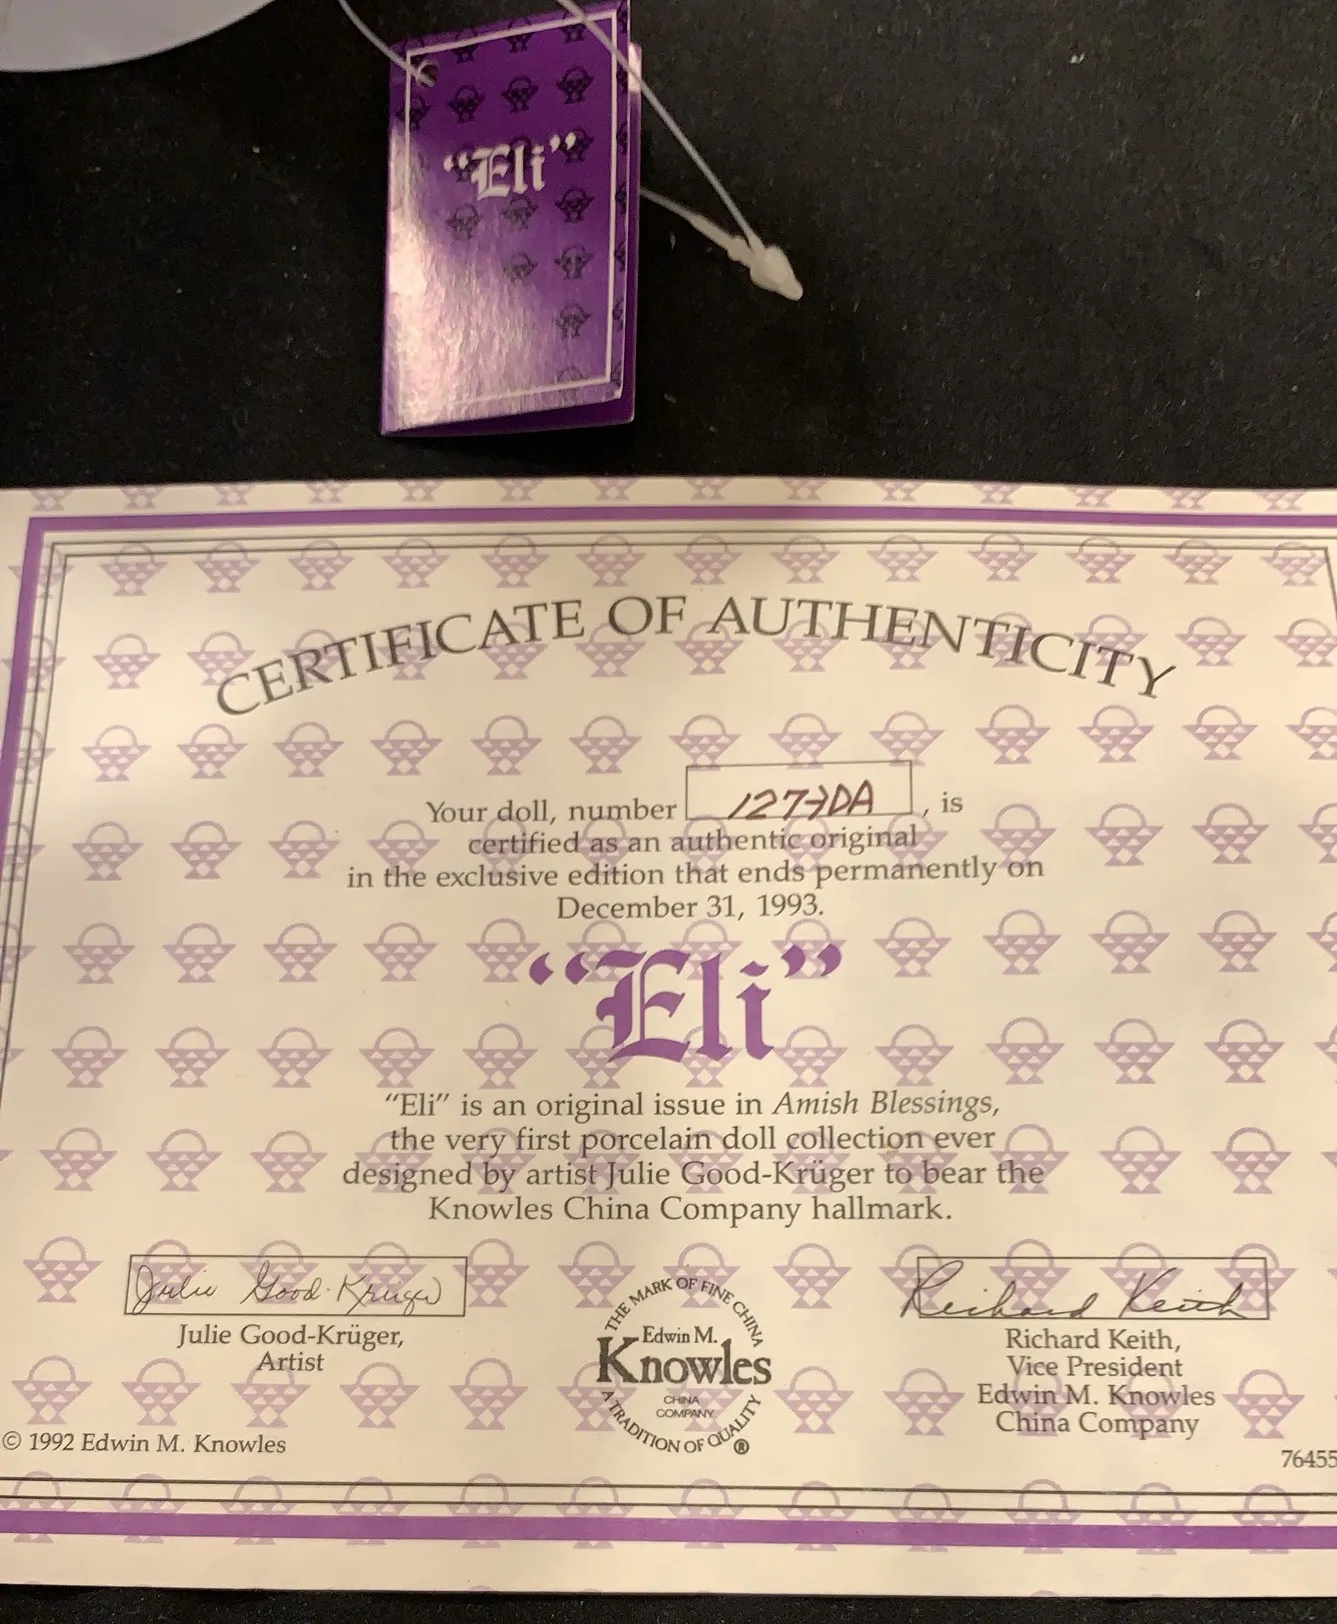 “Eli”
CERTIFICATE OF AUTHENTICITY
Your doll, number 1277DA, is
certified as an authentic original
in the exclusive edition that ends permanently on
December 31, 1993.
“Eli”
“Eli” is an original issue in Amish Blessings,
the very first porcelain doll collection ever
designed by artist Julie Good-Krüger to bear the
Knowles China Company hallmark.
Julie Good-Krüger
Julie Good-Krüger,
Artist
© 1992 Edwin M. Knowles
THE MARK OF FINE CHINA
Edwin M.
Knowles
CHINA
COMPANY
A TRADITION OF QUALITY
®
Richard Keith
Richard Keith,
Vice President
Edwin M. Knowles
China Company
76455